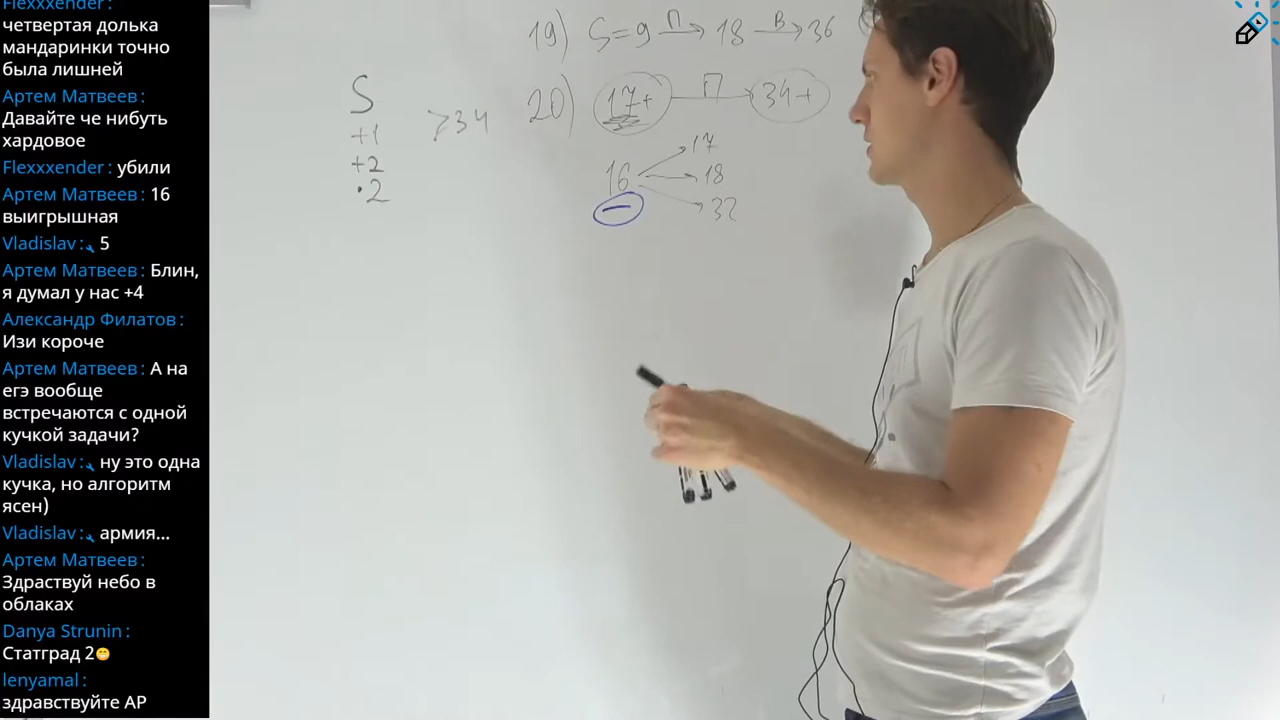 Flexxxender:
четвертая долька
мандаринки точно
была лишней
Артем Матвеев:
Давайте че нибуть
хардовое
Flexxxender: убили
Артем Матвеев: 16
выигрышная
Vladislav: 5
Артем Матвеев: Блин,
я думал у нас +4
Александр Филатов:
Изи короче
Артем Матвеев: А на
егэ вообще
встречаются с одной
кучкой задачи?
Vladislav: ну это одна
кучка, но алгоритм
ясен)
Vladislav: армия...
Артем Матвеев:
Здраствуй небо в
облаках
Danya Strunin:
Статград 2😁
lenyamal:
здравствуйте АР
S
+1
+2
·2
≥34
19) S=9 П→ 18 В→ 36
20) 17+ П→ 34+
16 → 17
→ 18
→ 32
−